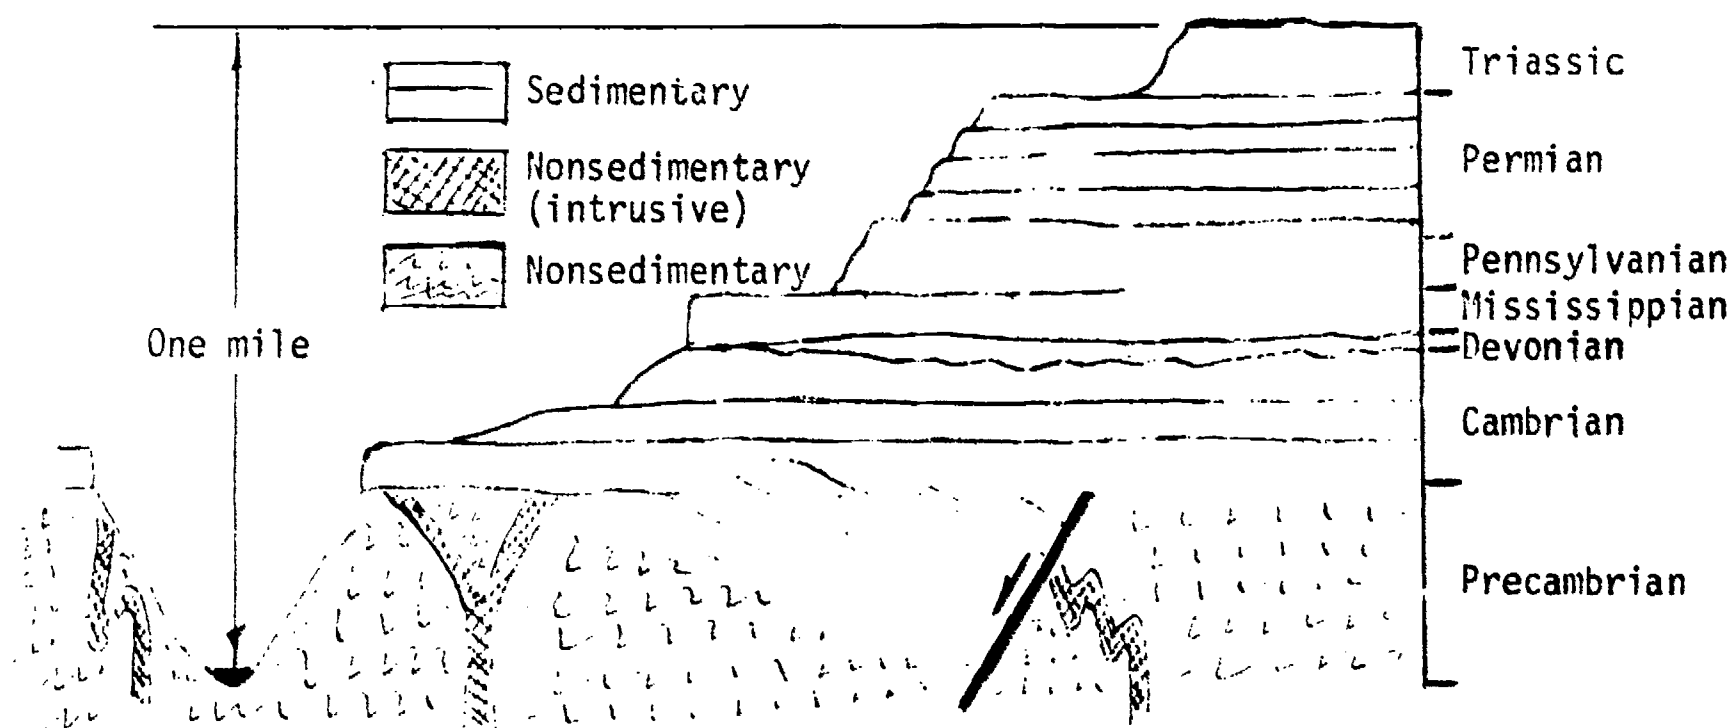 Sedimentary
Nonsedimentary
(intrusive)
Nonsedimentary
One mile
Triassic
Permian
Pennsylvanian
Mississippian
Devonian
Cambrian
Precambrian